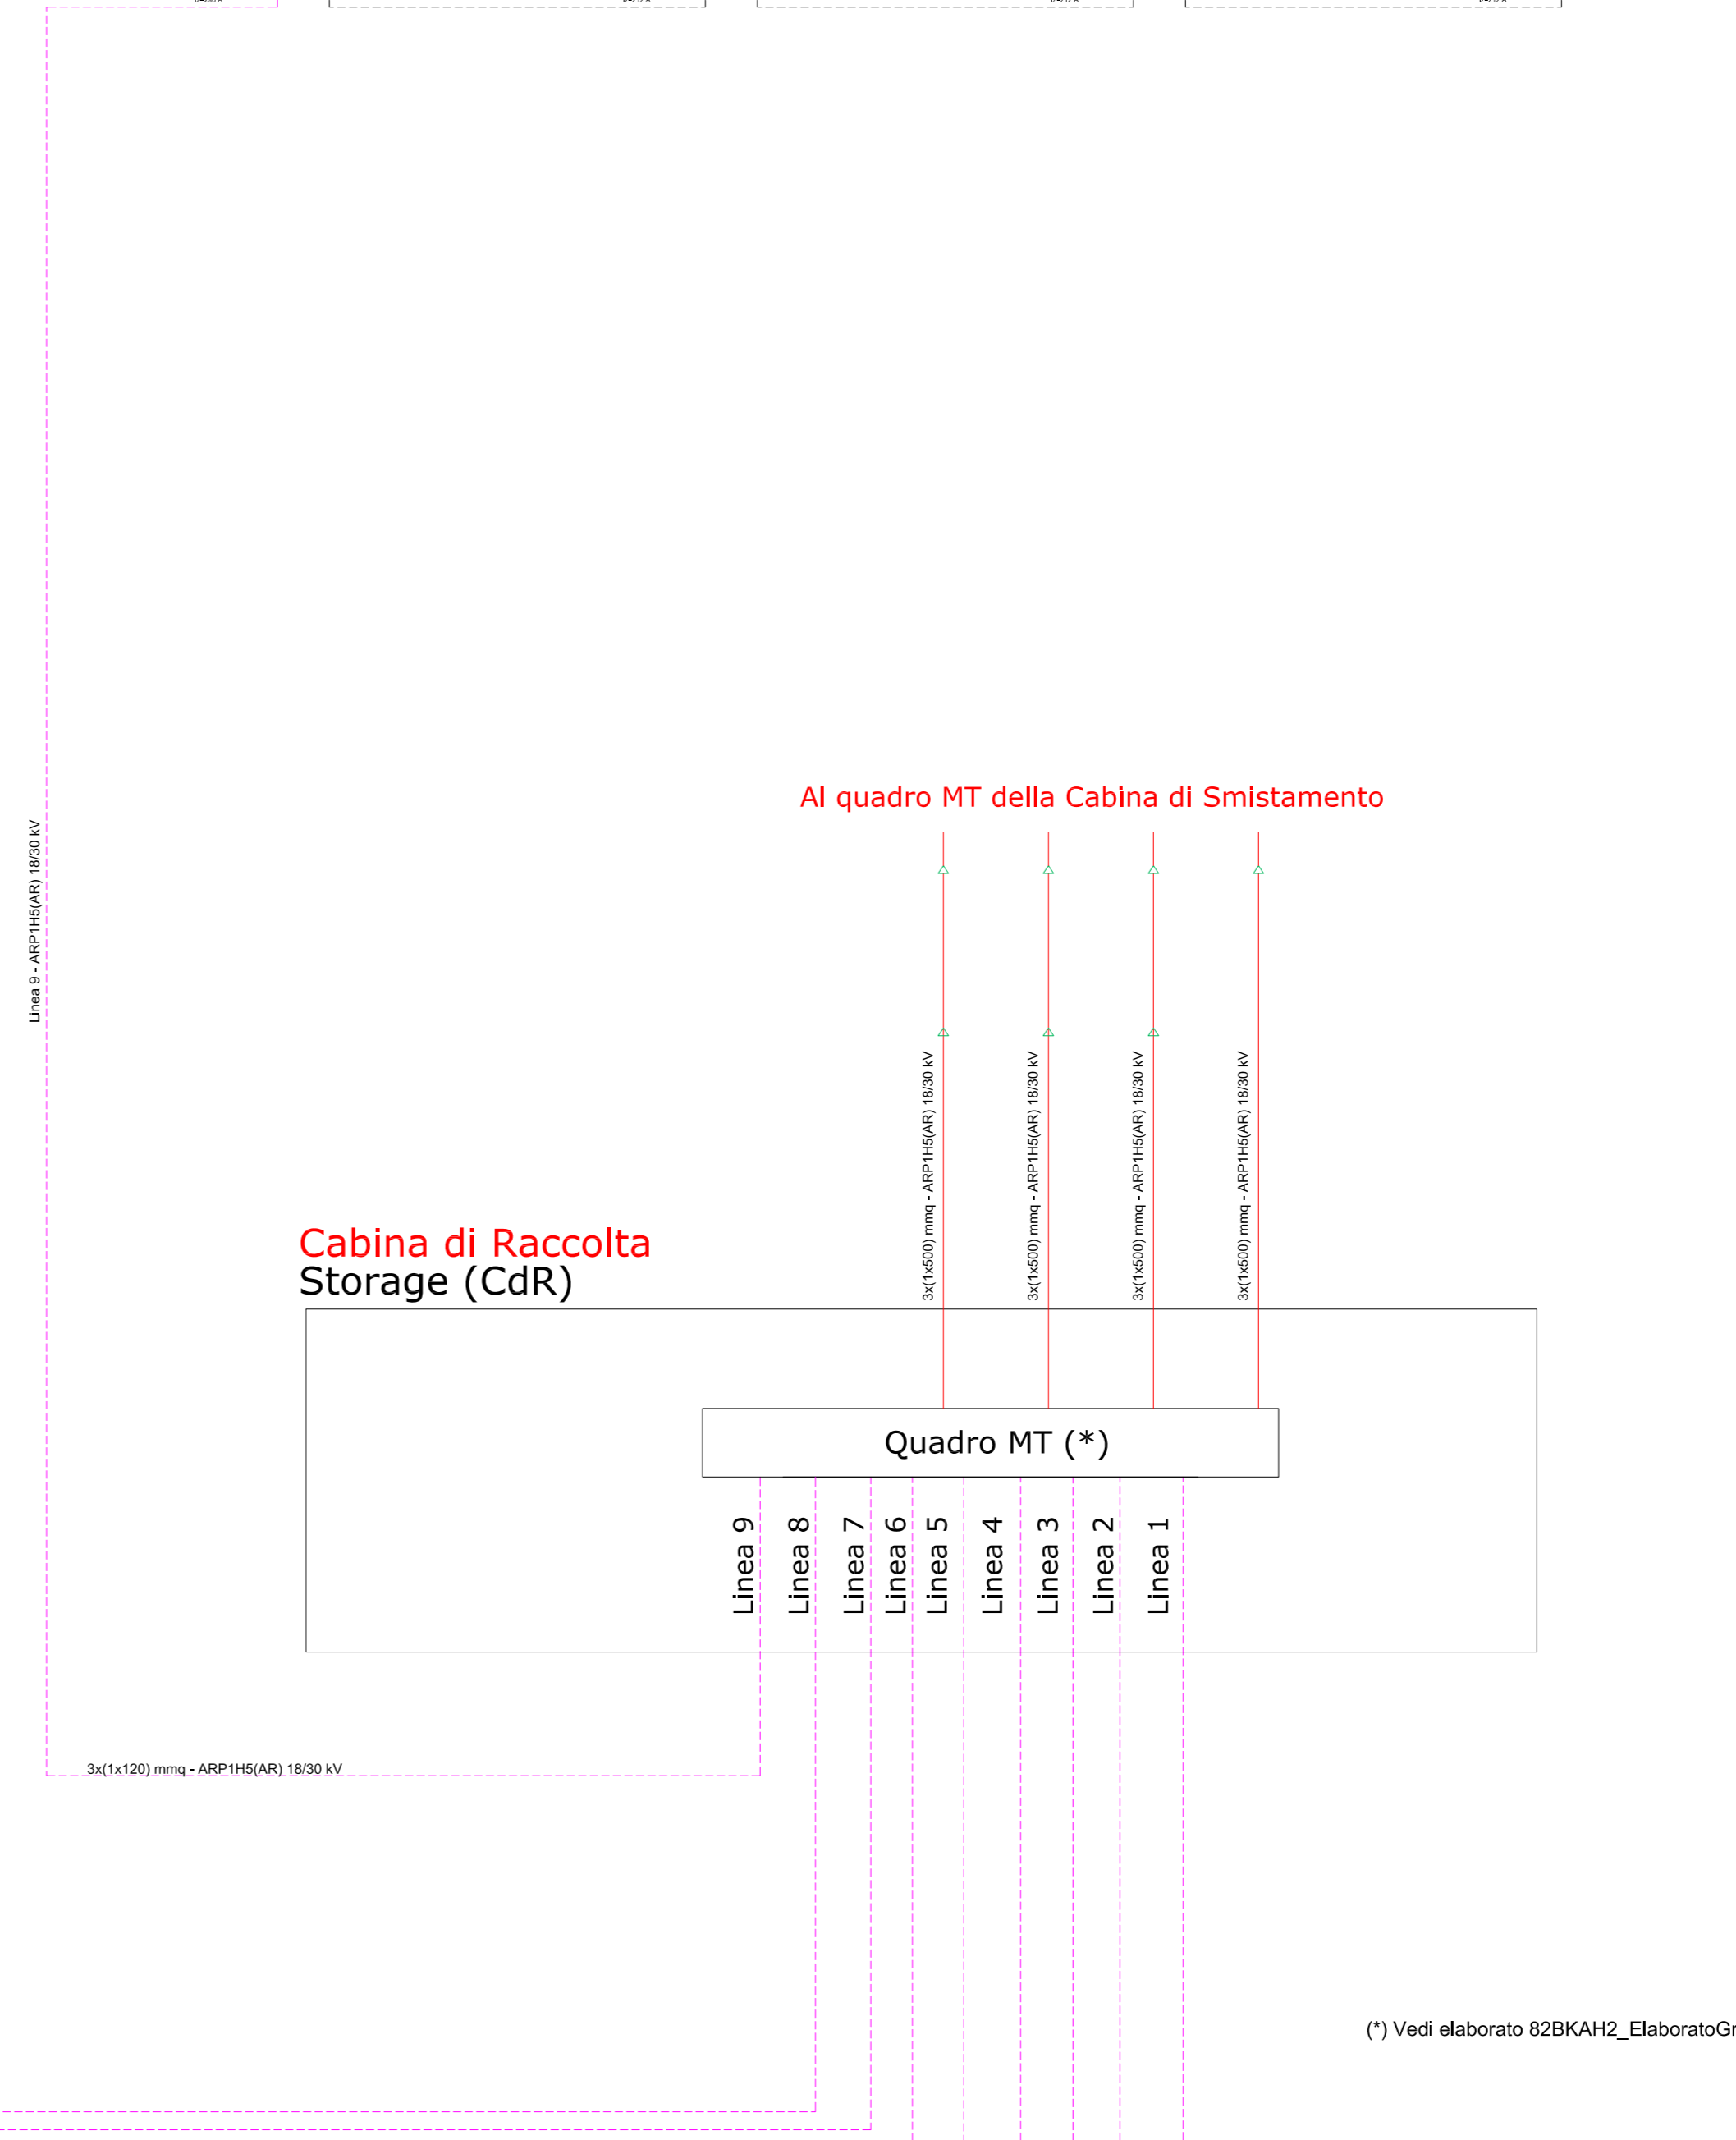 Al quadro MT della Cabina di Smistamento
Linea 9 - ARP1H5(AR) 18/30 kV
3x(1x500) mmq - ARP1H5(AR) 18/30 kV
3x(1x500) mmq - ARP1H5(AR) 18/30 kV
3x(1x500) mmq - ARP1H5(AR) 18/30 kV
3x(1x500) mmq - ARP1H5(AR) 18/30 kV
Cabina di Raccolta
Storage (CdR)
Quadro MT (*)
Linea 9
Linea 8
Linea 7
Linea 6
Linea 5
Linea 4
Linea 3
Linea 2
Linea 1
3x(1x120) mmq - ARP1H5(AR) 18/30 kV
(*) Vedi elaborato 82BKAH2_ElaboratoGr